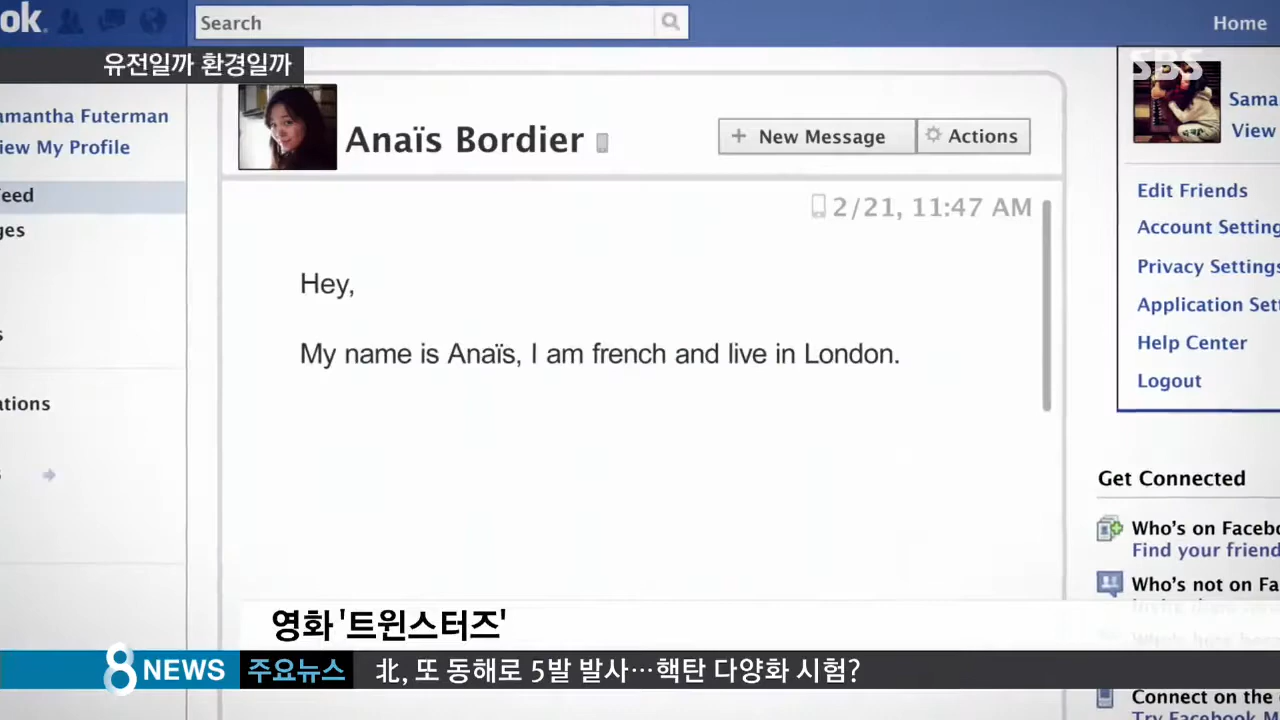 ok.
Search
Home
유전일까 환경일까
SBS
amantha Futerman
iew My Profile
eed
ges
s
ations
Anaïs Bordier
+ New Message
Actions
2/21, 11:47 AM
Hey,
My name is Anaïs, I am french and live in London.
Sama
View
Edit Friends
Account Setting
Privacy Settings
Application Set
Help Center
Logout
Get Connected
Who's on Facebo
Find your friend
Who's not on Fa
Connect on the
Try Facebook M
영화 '트윈스터즈'
8 NEWS 주요뉴스 北, 또 동해로 5발 발사…핵탄 다양화 시험?